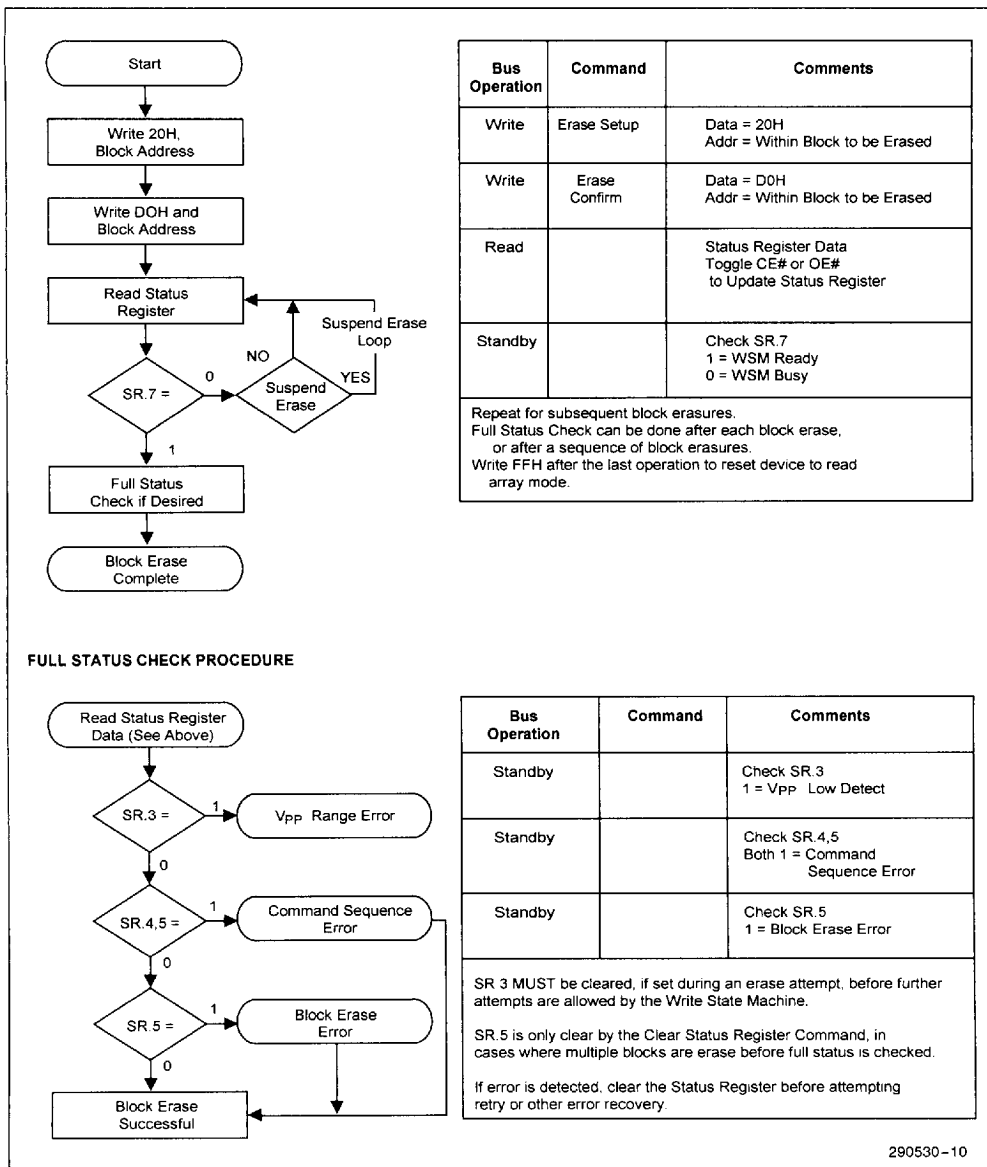 Start
Write 20H,
Block Address
Write DOH and
Block Address
Read Status
Register
Suspend Erase
Loop
NO
YES
SR.7 =
0
Suspend
Erase
1
Full Status
Check if Desired
Block Erase
Complete
Bus
Operation
Command
Comments
Write
Erase Setup
Data = 20H
Addr = Within Block to be Erased
Write
Erase
Confirm
Data = D0H
Addr = Within Block to be Erased
Read
Status Register Data
Toggle CE# or OE#
to Update Status Register
Standby
Check SR.7
1 = WSM Ready
0 = WSM Busy
Repeat for subsequent block erasures.
Full Status Check can be done after each block erase,
or after a sequence of block erasures.
Write FFH after the last operation to reset device to read
array mode.
FULL STATUS CHECK PROCEDURE
Read Status Register
Data (See Above)
SR.3 =
1
VPP Range Error
0
SR.4,5 =
1
Command Sequence
Error
0
SR.5 =
1
Block Erase
Error
0
Block Erase
Successful
Bus
Operation
Command
Comments
Standby
Check SR.3
1 = VPP Low Detect
Standby
Check SR.4,5
Both 1 = Command
Sequence Error
Standby
Check SR.5
1 = Block Erase Error
SR 3 MUST be cleared, if set during an erase attempt, before further
attempts are allowed by the Write State Machine.
SR.5 is only clear by the Clear Status Register Command, in
cases where multiple blocks are erase before full status is checked.
If error is detected, clear the Status Register before attempting
retry or other error recovery.
290530-10